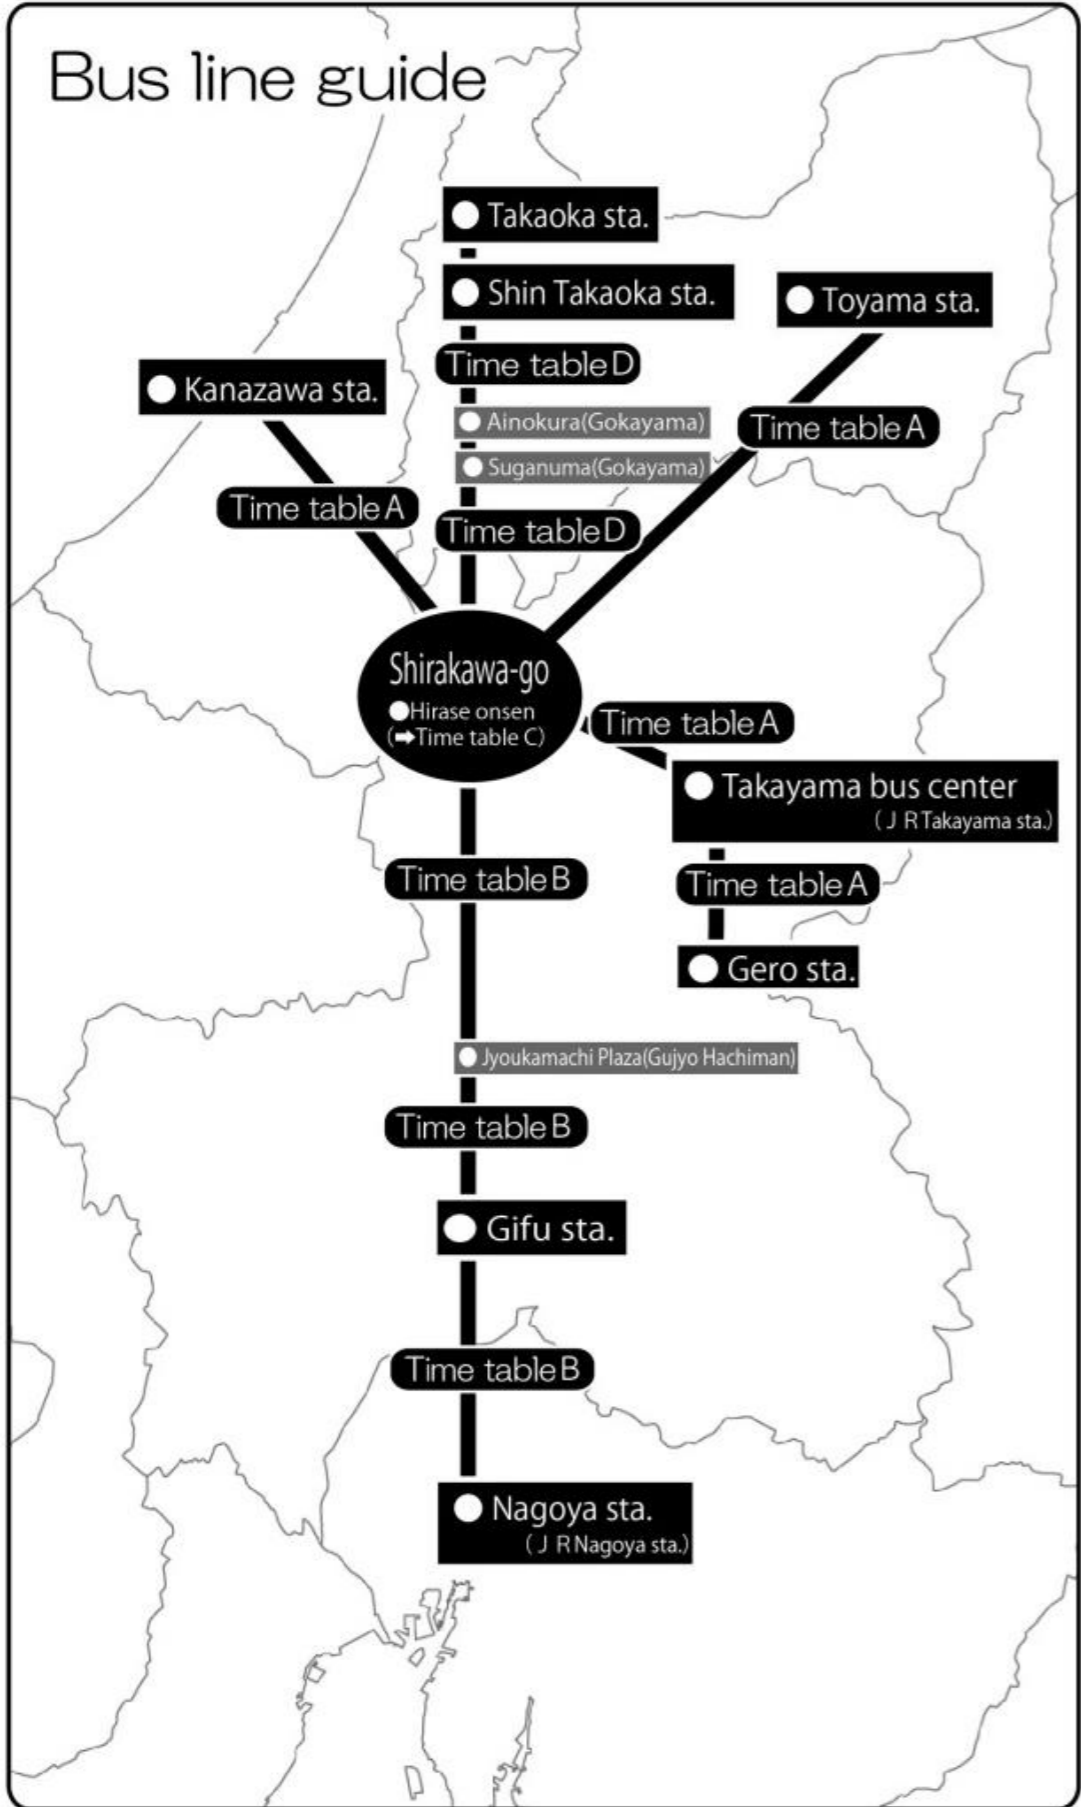 Bus line guide
Takaoka sta.
Shin Takaoka sta.
Toyama sta.
Time table D
Kanazawa sta.
Ainokura(Gokayama)
Time table A
Suganuma(Gokayama)
Time table A
Time table D
Shirakawa-go
Hirase onsen
(➡Time table C)
Time table A
Takayama bus center
(J R Takayama sta.)
Time table B
Time table A
Gero sta.
Jyoukamachi Plaza(Gujyo Hachiman)
Time table B
Gifu sta.
Time table B
Nagoya sta.
(J R Nagoya sta.)